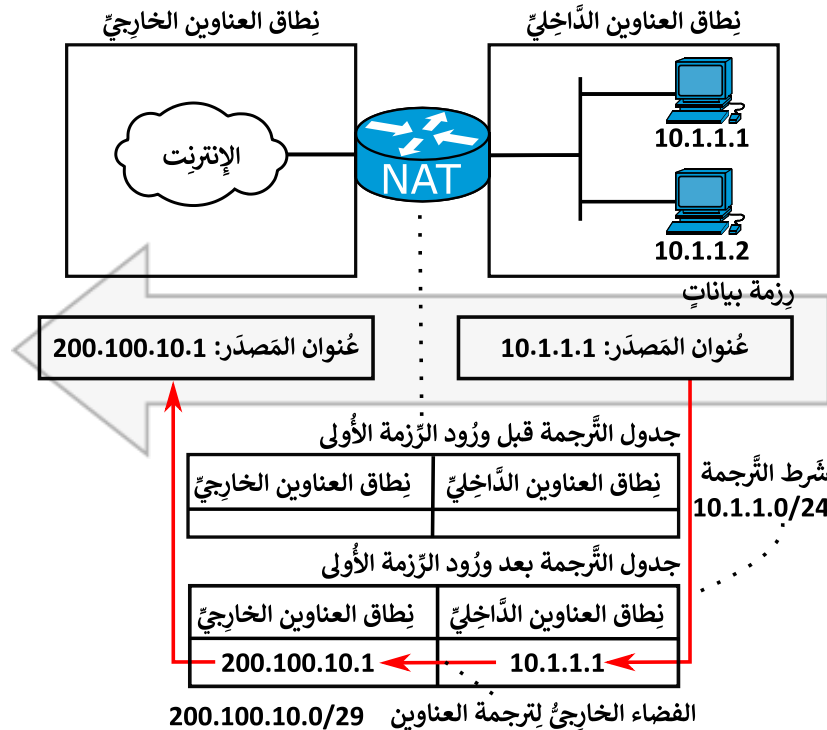 نِطاق العناوين الدَّاخِليِّ
نِطاق العناوين الخارِجيِّ
10.1.1.1
الإِنترنِت
NAT
10.1.1.2
رِزمة بياناتٍ
عُنوان المَصدَر: 10.1.1.1
عُنوان المَصدَر: 200.100.10.1
جدول التَّرجمة قبل ورُود الرِّزمة الأُولى
نِطاق العناوين الدَّاخِليِّ
نِطاق العناوين الخارِجيِّ
شَرط التَّرجمة
10.1.1.0/24
جدول التَّرجمة بعد ورُود الرِّزمة الأُولى
نِطاق العناوين الدَّاخِليِّ
نِطاق العناوين الخارِجيِّ
10.1.1.1
200.100.10.1
الفضاء الخارِجيُّ لِترجمة العناوين 200.100.10.0/29